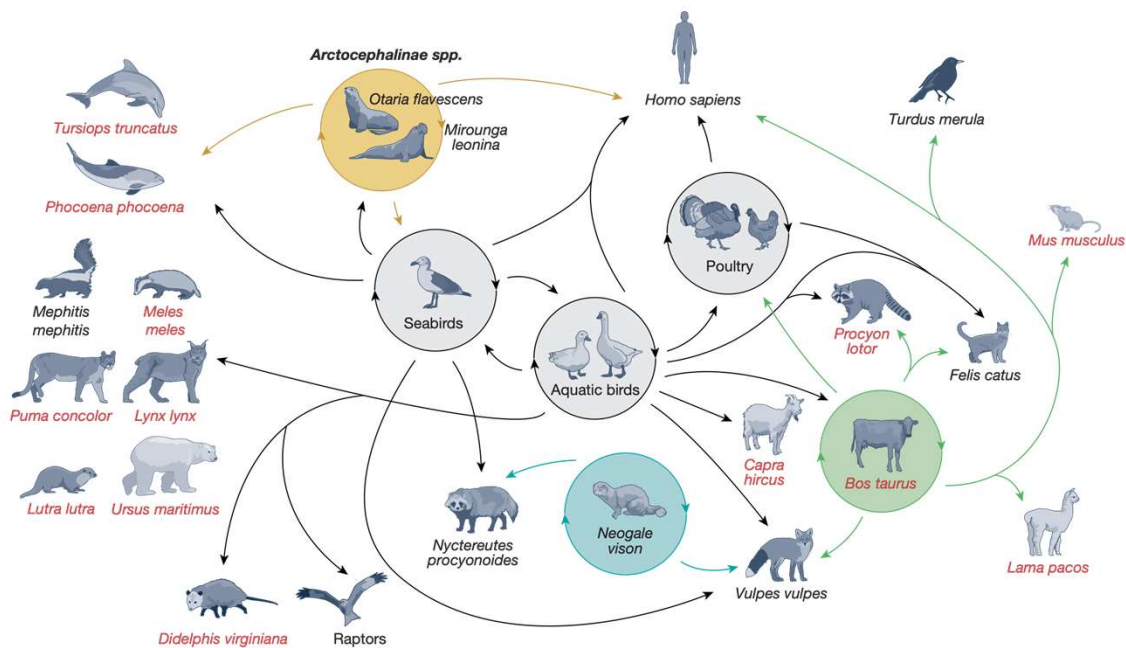 Arctocephalinae spp.
Otaria flavescens
Mirounga
leonina
Homo sapiens
Turdus merula
Tursiops truncatus
Phocoena phocoena
Mus musculus
Poultry
Seabirds
Mephitis
mephitis
Meles
meles
Procyon
lotor
Felis catus
Aquatic birds
Puma concolor
Lynx lynx
Capra
hircus
Bos taurus
Lutra lutra
Ursus maritimus
Nyctereutes
procyonoides
Neogale
vison
Lama pacos
Vulpes vulpes
Didelphis virginiana
Raptors